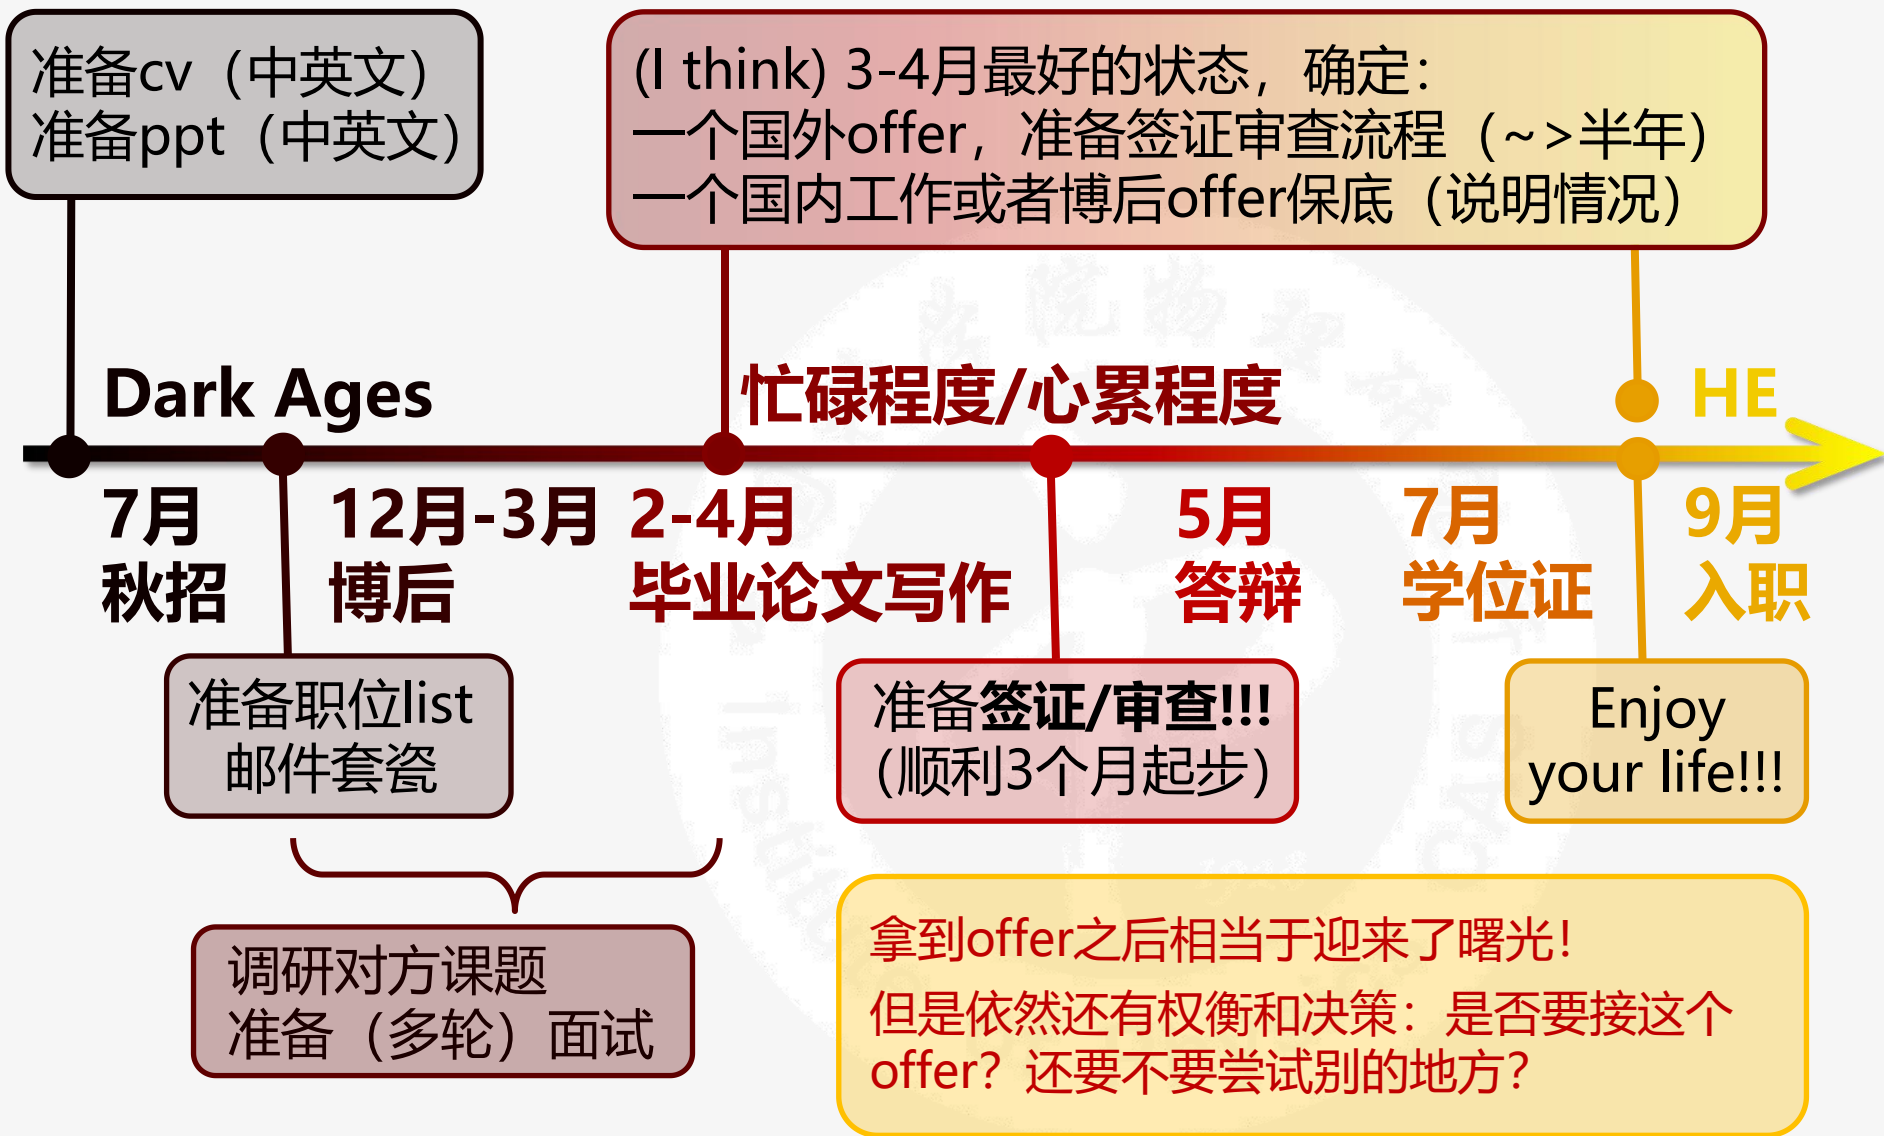 准备cv（中英文）
准备ppt（中英文）
(I think) 3-4月最好的状态，确定：
一个国外offer，准备签证审查流程（~>半年）
一个国内工作或者博后offer保底（说明情况）
Dark Ages
忙碌程度/心累程度
HE
7月
秋招
12月-3月
博后
2-4月
毕业论文写作
5月
答辩
7月
学位证
9月
入职
准备职位list
邮件套瓷
准备签证/审查!!!
（顺利3个月起步）
Enjoy
your life!!!
调研对方课题
准备（多轮）面试
拿到offer之后相当于迎来了曙光！
但是依然还有权衡和决策：是否要接这个
offer？还要不要尝试别的地方？